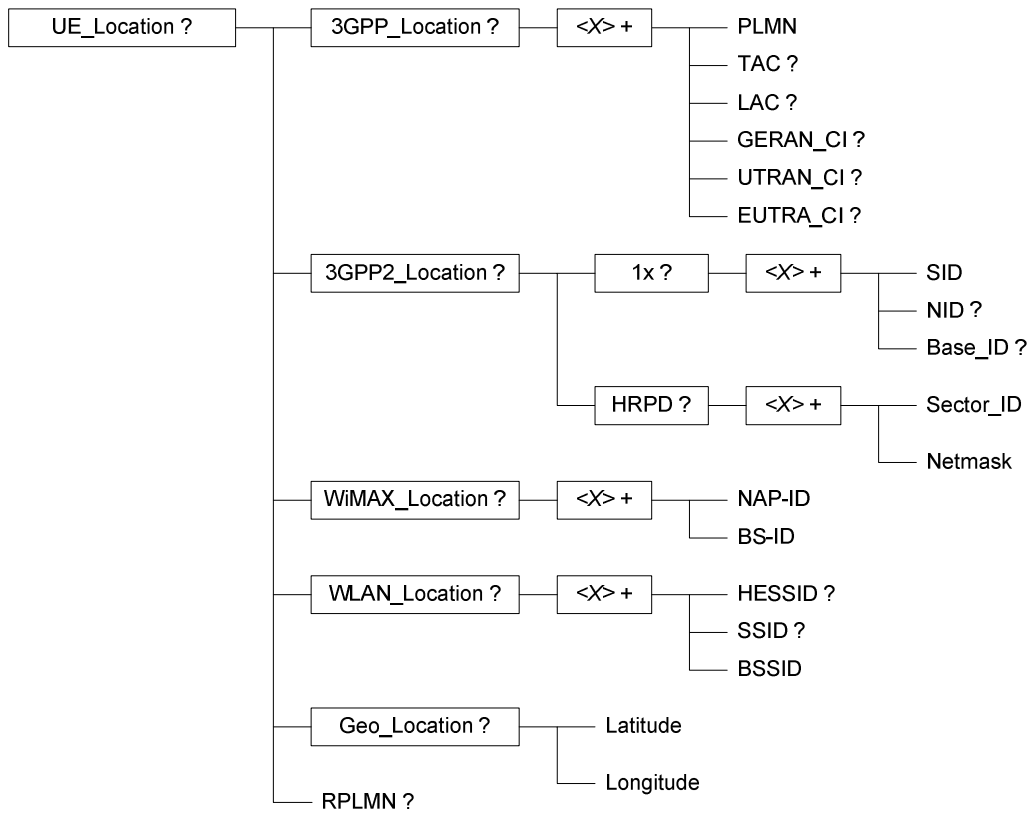 UE_Location ?
3GPP_Location ?
<X> +
PLMN
TAC ?
LAC ?
GERAN_CI ?
UTRAN_CI ?
EUTRA_CI ?
3GPP2_Location ?
1x ?
<X> +
SID
NID ?
Base_ID ?
HRPD ?
<X> +
Sector_ID
Netmask
WiMAX_Location ?
<X> +
NAP-ID
BS-ID
WLAN_Location ?
<X> +
HESSID ?
SSID ?
BSSID
Geo_Location ?
Latitude
Longitude
RPLMN ?